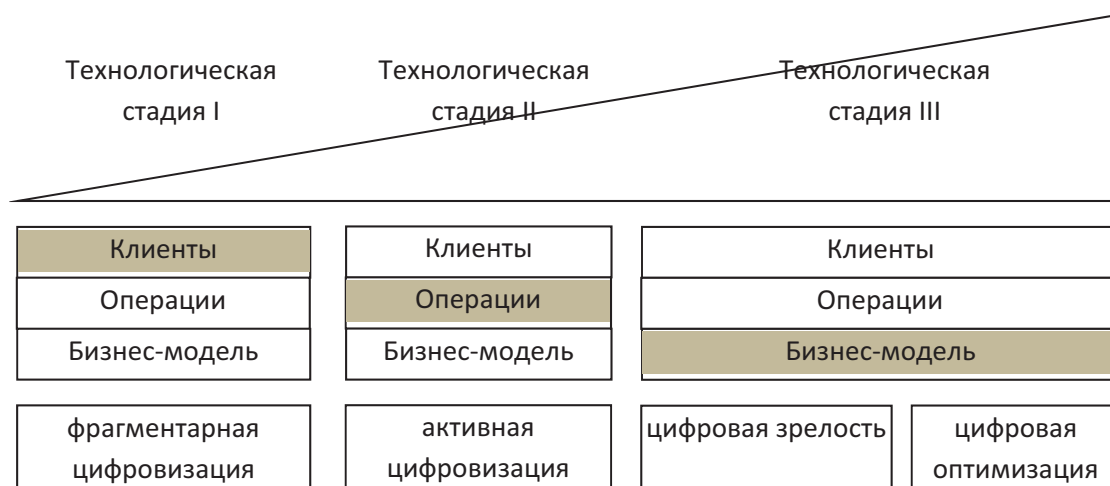 Технологическая
стадия I
Технологическая
стадия II
Технологическая
стадия III
Клиенты
Операции
Бизнес-модель
Клиенты
Операции
Бизнес-модель
Клиенты
Операции
Бизнес-модель
фрагментарная
цифровизация
активная
цифровизация
цифровая зрелость
цифровая
оптимизация